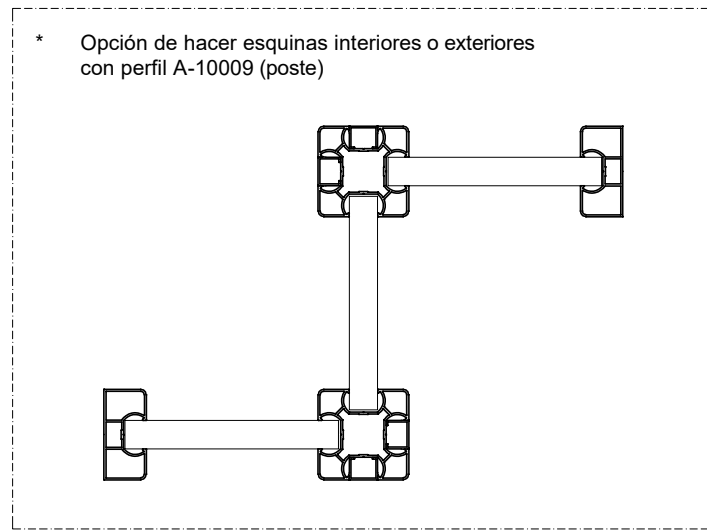 * Opción de hacer esquinas interiores o exteriores
con perfil A-10009 (poste)